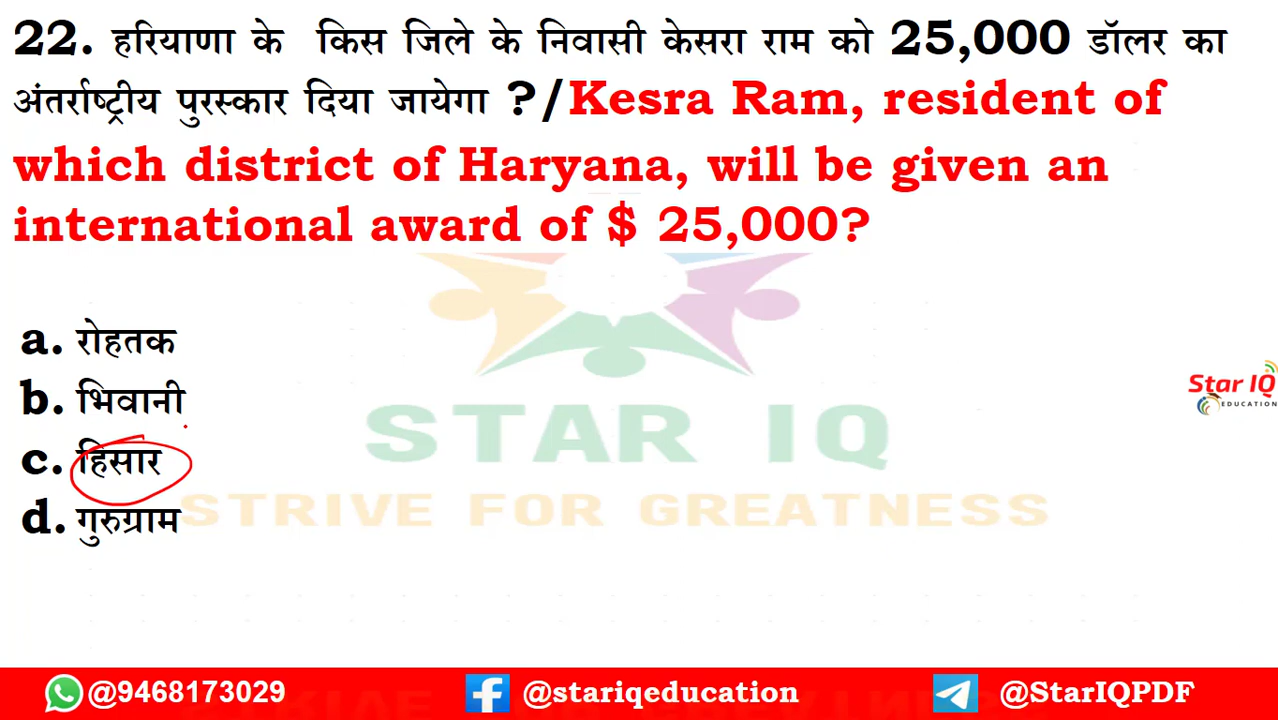 22. हरियाणा के किस जिले के निवासी केसरा राम को 25,000 डॉलर का
अंतर्राष्ट्रीय पुरस्कार दिया जायेगा ?/Kesra Ram, resident of
which district of Haryana, will be given an
international award of $ 25,000?
a. रोहतक
b. भिवानी
c. हिसार
d. गुरुग्राम
STAR IQ
STRIVE FOR GREATNESS
Star IQ
EDUCATION
@9468173029 @stariqeducation @StarIQPDF